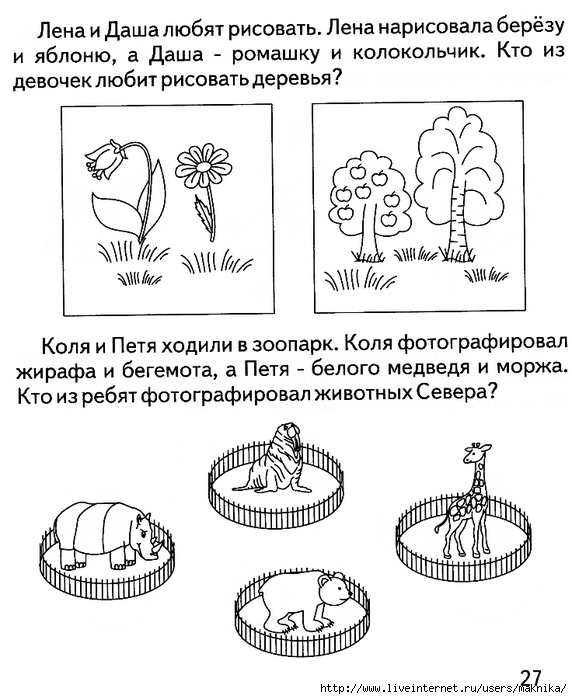 Лена и Даша любят рисовать. Лена нарисовала берёзу
и яблоню, а Даша - ромашку и колокольчик. Кто из
девочек любит рисовать деревья?
Коля и Петя ходили в зоопарк. Коля фотографировал
жирафа и бегемота, а Петя - белого медведя и моржа.
Кто из ребят фотографировал животных Севера?
27
http://www.liveinternet.ru/users/maknika/